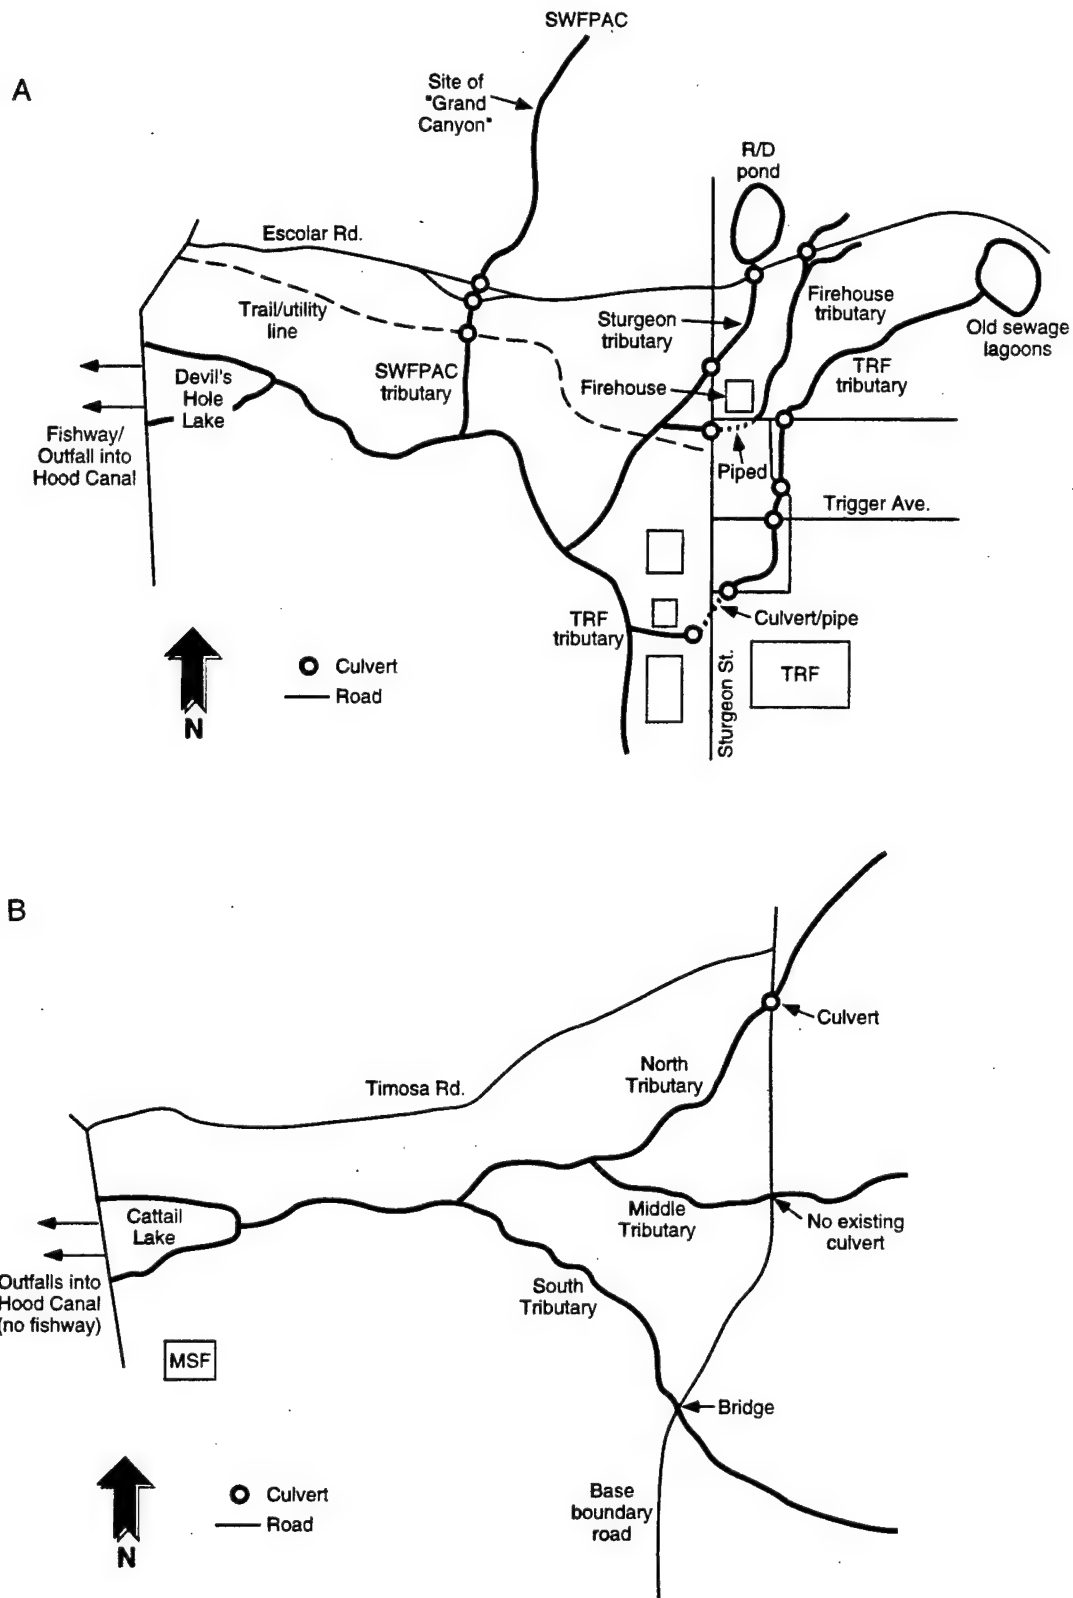 A
SWFPAC
Site of
"Grand
Canyon"
R/D
pond
Escolar Rd.
Trail/utility
line
SWFPAC
tributary
Sturgeon
tributary
Firehouse
tributary
Old sewage
lagoons
Firehouse
TRF
tributary
Devil's
Hole
Lake
Fishway/
Outfall into
Hood Canal
Piped
Trigger Ave.
TRF
tributary
Culvert/pipe
Sturgeon St.
TRF
Culvert
Road
N
B
Culvert
North
Tributary
Timosa Rd.
Middle
Tributary
No existing
culvert
Cattail
Lake
Outfalls into
Hood Canal
(no fishway)
South
Tributary
MSF
Bridge
Base
boundary
road
Culvert
Road
N